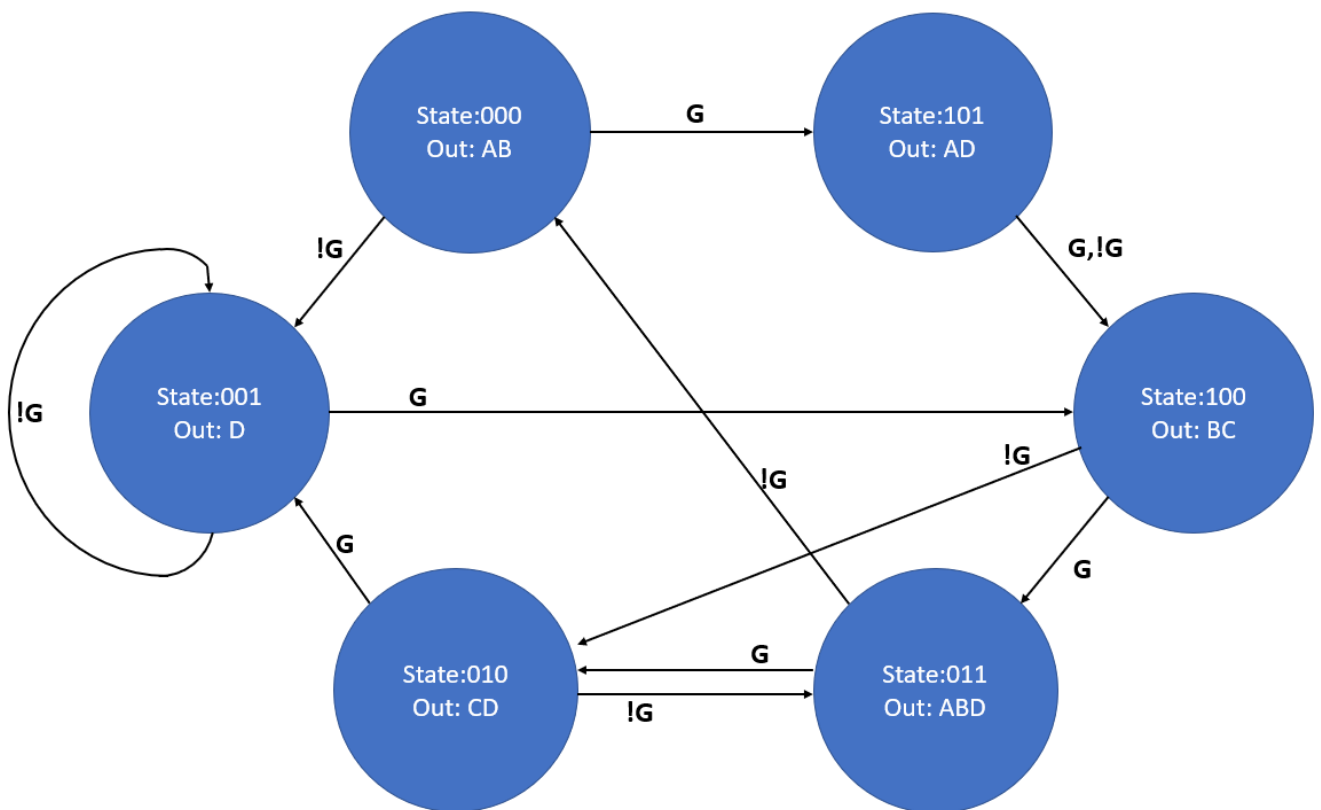 State:000
Out: AB
G
State:101
Out: AD
!G
G,!G
State:001
Out: D
!G
G
State:100
Out: BC
!G
!G
G
G
State:010
Out: CD
G
!G
State:011
Out: ABD